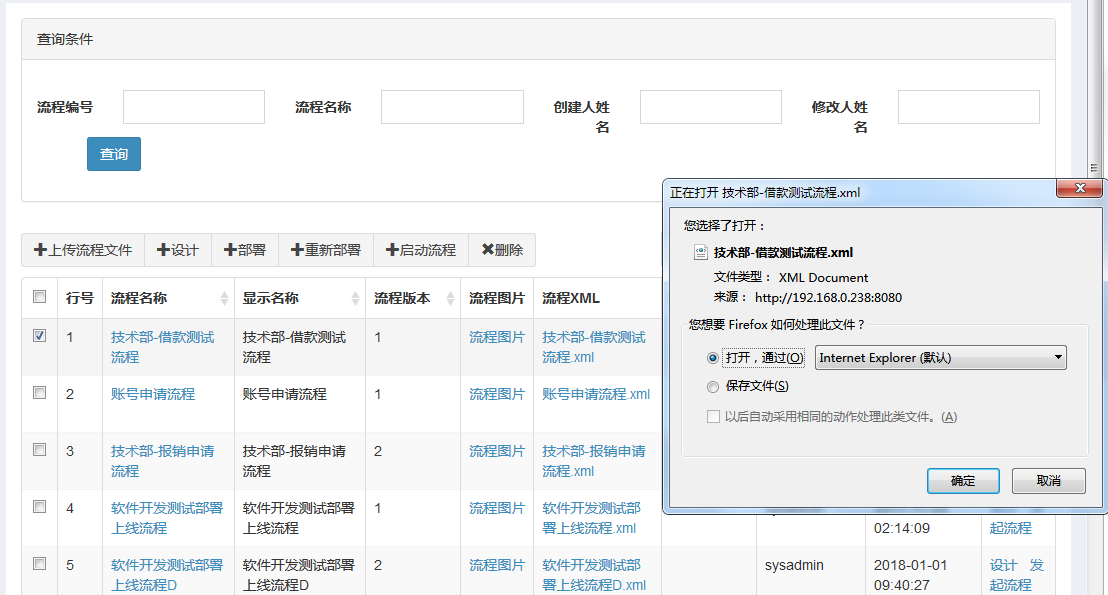 查询条件
流程编号
流程名称
创建人姓
名
修改人姓
名
查询
上传流程文件 设计 部署 重新部署 启动流程 删除
行号 流程名称 显示名称 流程版本 流程图片 流程XML
1 技术部-借款测试 技术部-借款测试 1 流程图片 技术部-借款测试
流程 流程 流程.xml
2 账号申请流程 账号申请流程 1 流程图片 账号申请流程.xml
3 技术部-报销申请 技术部-报销申请 2 流程图片 技术部-报销申请
流程 流程 流程.xml
4 软件开发测试部署 软件开发测试部署 1 流程图片 软件开发测试部
上线流程 上线流程 署上线流程.xml 02:14:09 起流程
5 软件开发测试部署 软件开发测试部署 2 流程图片 软件开发测试部 sysadmin 2018-01-01 设计 发
上线流程D 上线流程D 署上线流程D.xml 09:40:27 起流程
正在打开 技术部-借款测试流程.xml
您选择了打开：
技术部-借款测试流程.xml
文件类型： XML Document
来源： http://192.168.0.238:8080
您想要 Firefox 如何处理此文件？
打开，通过(O) Internet Explorer (默认)
保存文件(S)
以后自动采用相同的动作处理此类文件。(A)
确定 取消